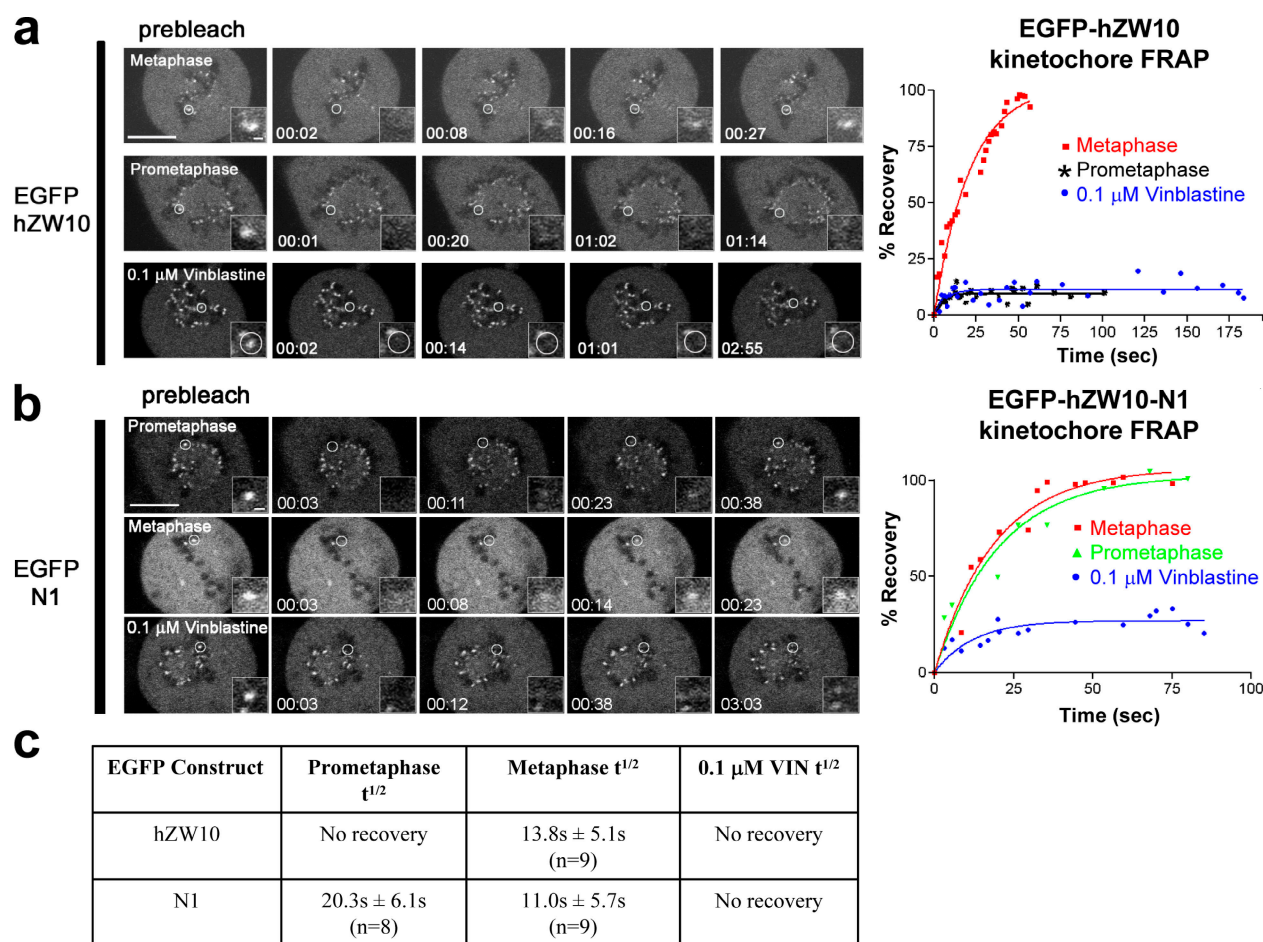 a
prebleach
EGFP
hZW10
Metaphase
00:02
00:08
00:16
00:27
Prometaphase
00:01
00:20
01:02
01:14
0.1 μM Vinblastine
00:02
00:14
01:01
02:55
EGFP-hZW10
kinetochore FRAP
% Recovery
100
75
50
25
0
Metaphase
Prometaphase
0.1 μM Vinblastine
0 25 50 75 100 125 150 175
Time (sec)
b
prebleach
EGFP
N1
Prometaphase
00:03
00:11
00:23
00:38
Metaphase
00:03
00:08
00:14
00:23
0.1 μM Vinblastine
00:03
00:12
00:38
03:03
EGFP-hZW10-N1
kinetochore FRAP
% Recovery
100
50
0
Metaphase
Prometaphase
0.1 μM Vinblastine
0 25 50 75 100
Time (sec)
c
EGFP Construct
Prometaphase
t1/2
Metaphase t1/2
0.1 μM VIN t1/2
hZW10
No recovery
13.8s ± 5.1s
(n=9)
No recovery
N1
20.3s ± 6.1s
(n=8)
11.0s ± 5.7s
(n=9)
No recovery